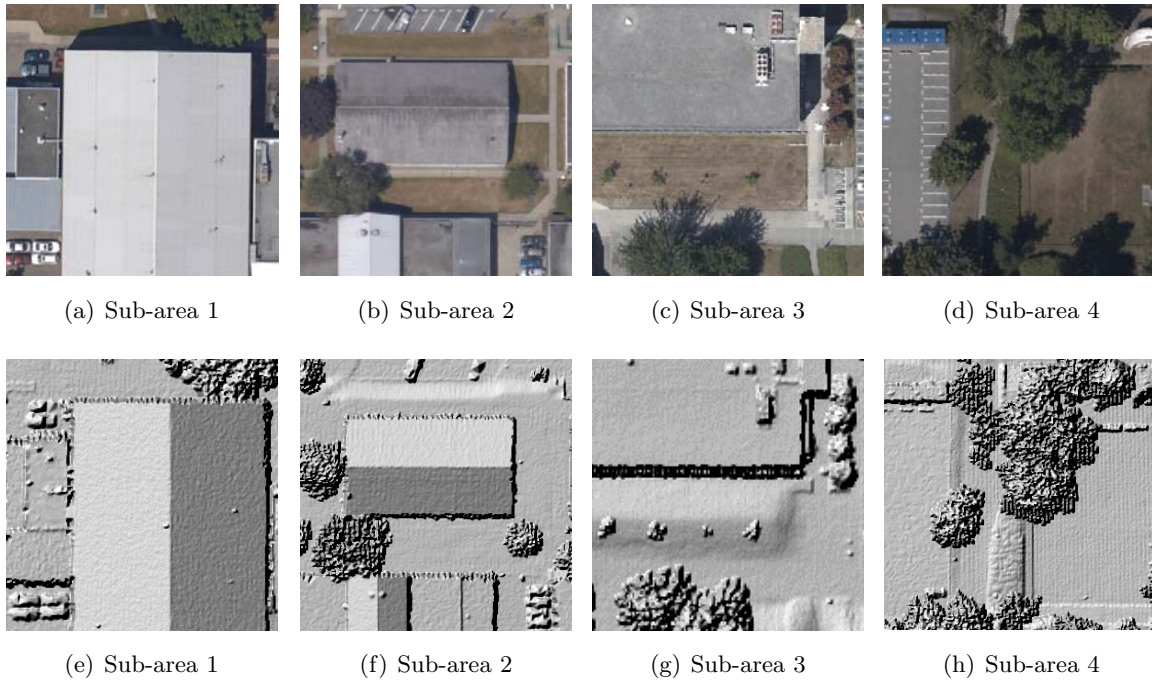 (a) Sub-area 1
(b) Sub-area 2
(c) Sub-area 3
(d) Sub-area 4
(e) Sub-area 1
(f) Sub-area 2
(g) Sub-area 3
(h) Sub-area 4